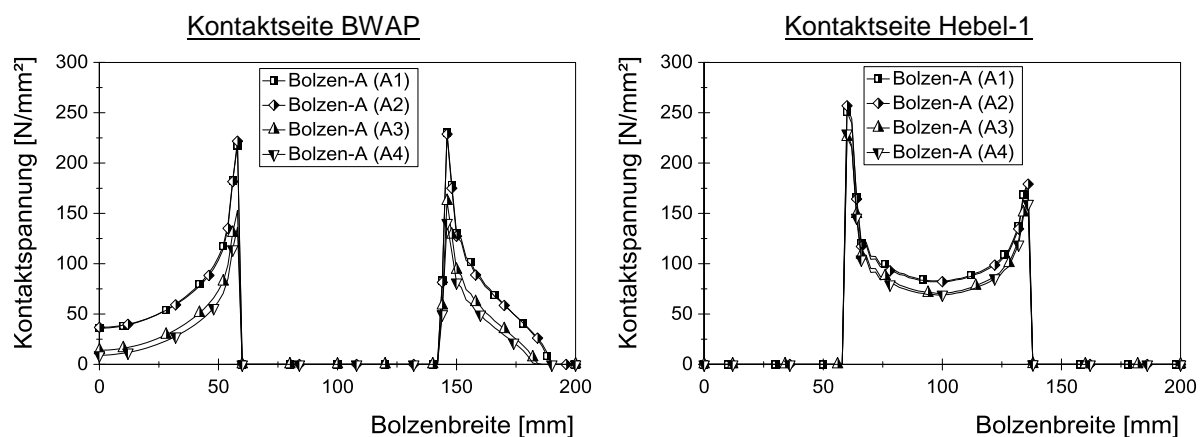 Kontaktseite BWAP
Kontaktspannung [N/mm²]
300
250
200
150
100
50
0
Bolzen-A (A1)
Bolzen-A (A2)
Bolzen-A (A3)
Bolzen-A (A4)
0 50 100 150 200
Bolzenbreite [mm]
Kontaktseite Hebel-1
Kontaktspannung [N/mm²]
300
250
200
150
100
50
0
Bolzen-A (A1)
Bolzen-A (A2)
Bolzen-A (A3)
Bolzen-A (A4)
0 50 100 150 200
Bolzenbreite [mm]